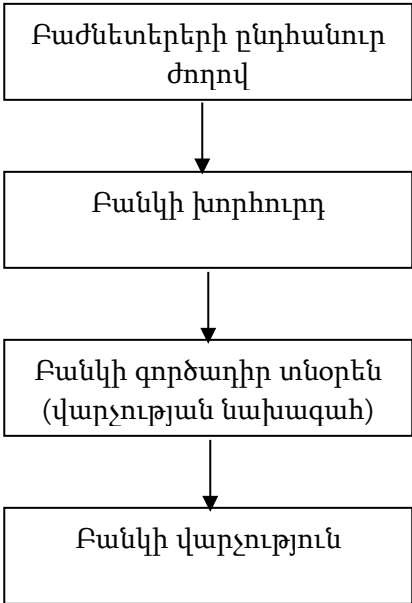 Բաժնետերերի ընդհանուր
ժողով
Բանկի խորհուրդ
Բանկի գործադիր տնօրեն
(վարչության նախագահ)
Բանկի վարչություն